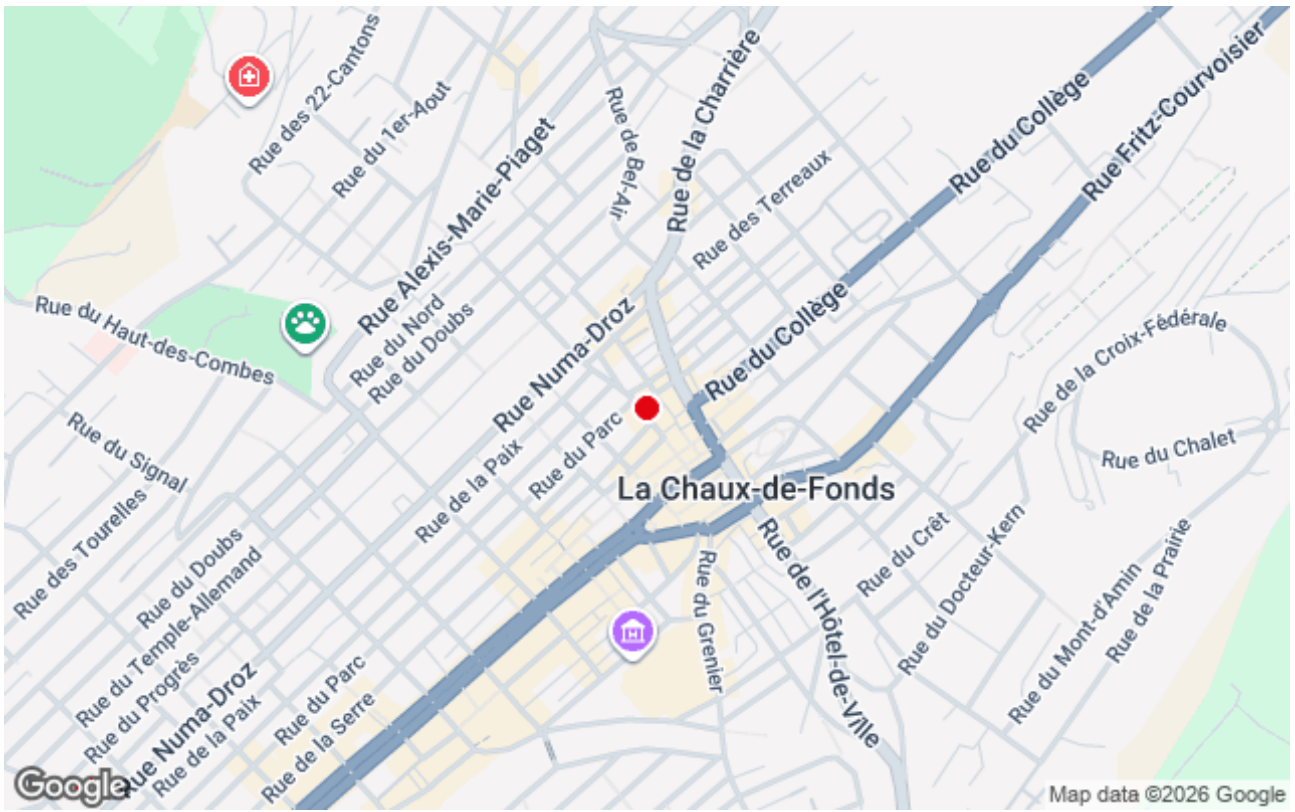 Rue des 22-Cantons
Rue du 1er-Aout
Rue Alexis-Marie-Piaget
Rue de Bel-Air
Rue de la Charrière
Rue des Terreaux
Rue du Collège
Rue Fritz-Courvoisier
Rue du Haut-des-Combes
Rue du Nord
Rue du Doubs
Rue Numa-Droz
Rue du Collège
Rue de la Croix-Fédérale
Rue du Chalet
Rue du Signal
Rue de la Paix
Rue du Parc
La Chaux-de-Fonds
Rue des Tourelles
Rue du Doubs
Rue du Temple-Allemand
Rue du Progrès
Rue Numa-Droz
Rue de la Paix
Rue du Parc
Rue de la Serre
Rue du Grenier
Rue de l'Hôtel-de-Ville
Rue du Crêt
Rue du Docteur-Kern
Rue du Mont-d'Amin
Rue de la Prairie
Google
Map data ©2026 Google